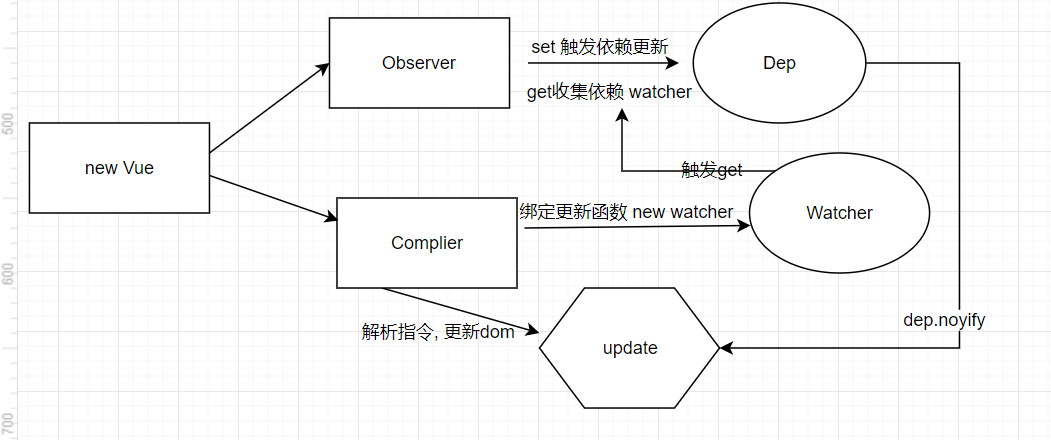 Observer
set 触发依赖更新
Dep
get收集依赖 watcher
500
new Vue
触发get
绑定更新函数 new watcher
Watcher
Complier
600
解析指令, 更新dom
update
dep.noyify
700